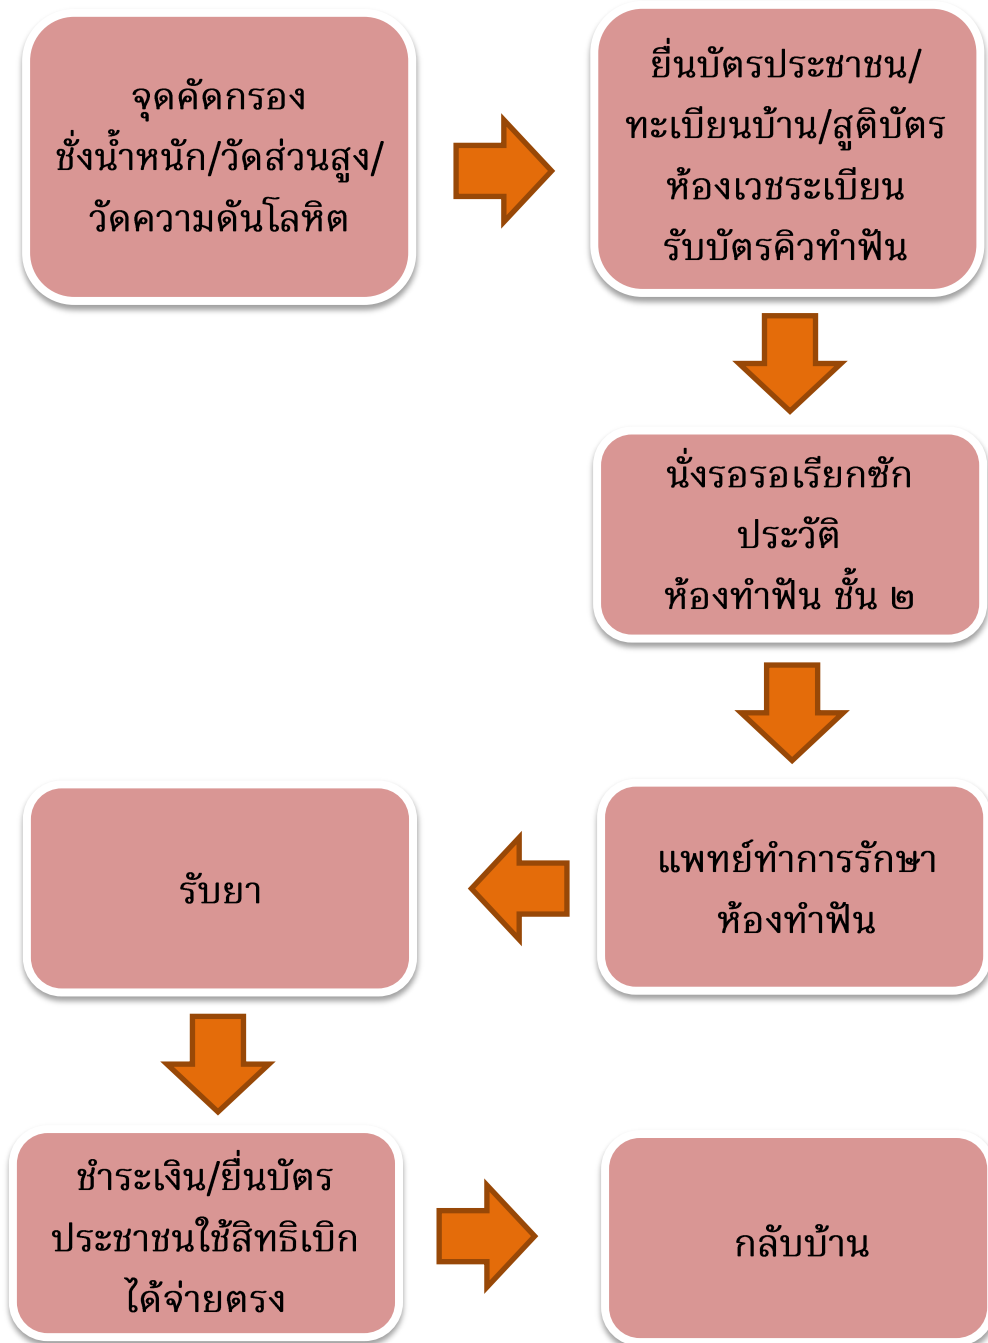 จุดคัดกรอง
ชั่งน้ำหนัก/วัดส่วนสูง/
วัดความดันโลหิต
ยื่นบัตรประชาชน/
ทะเบียนบ้าน/สูติบัตร
ห้องเวชระเบียน
รับบัตรคิวทำฟัน
นั่งรอรอเรียกซัก
ประวัติ
ห้องทำฟัน ชั้น ๒
แพทย์ทำการรักษา
ห้องทำฟัน
รับยา
ชำระเงิน/ยื่นบัตร
ประชาชนใช้สิทธิเบิก
ได้จ่ายตรง
กลับบ้าน